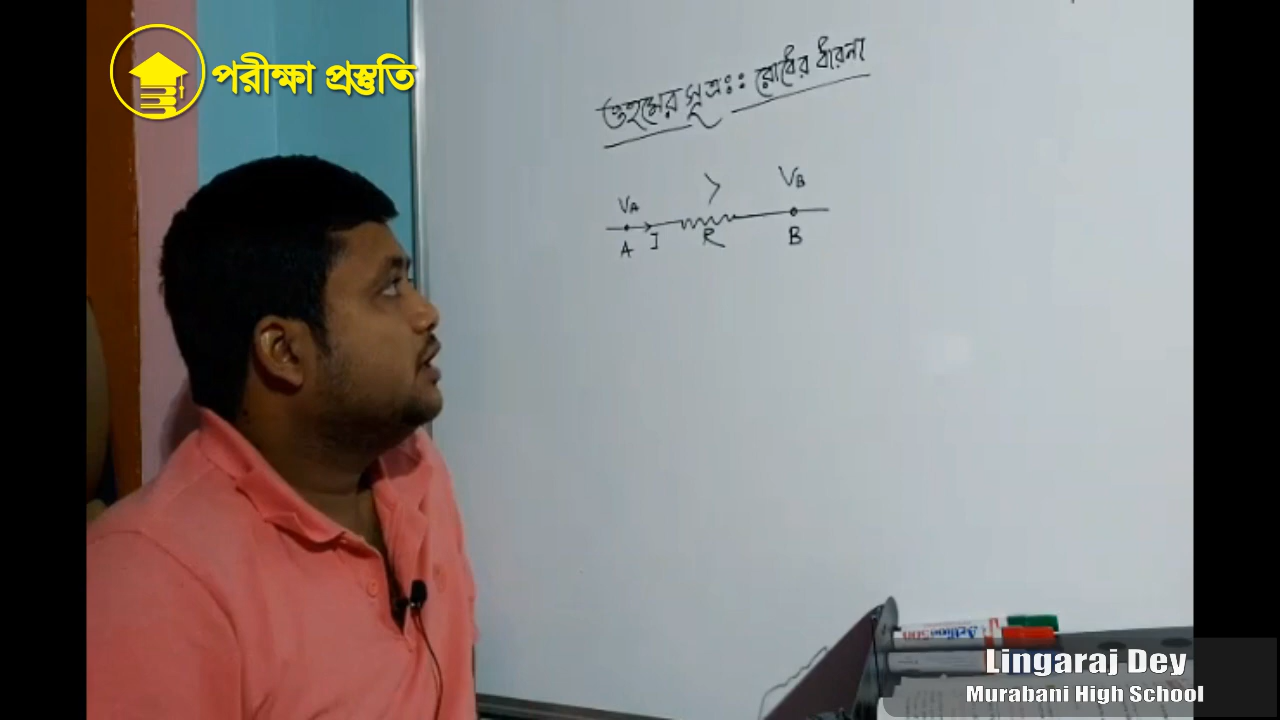 পরীক্ষা প্রস্তুতি
ওহমের সূত্র :: রোধের ধারনা
VA > VB
A I R B
Lingaraj Dey
Murabani High School